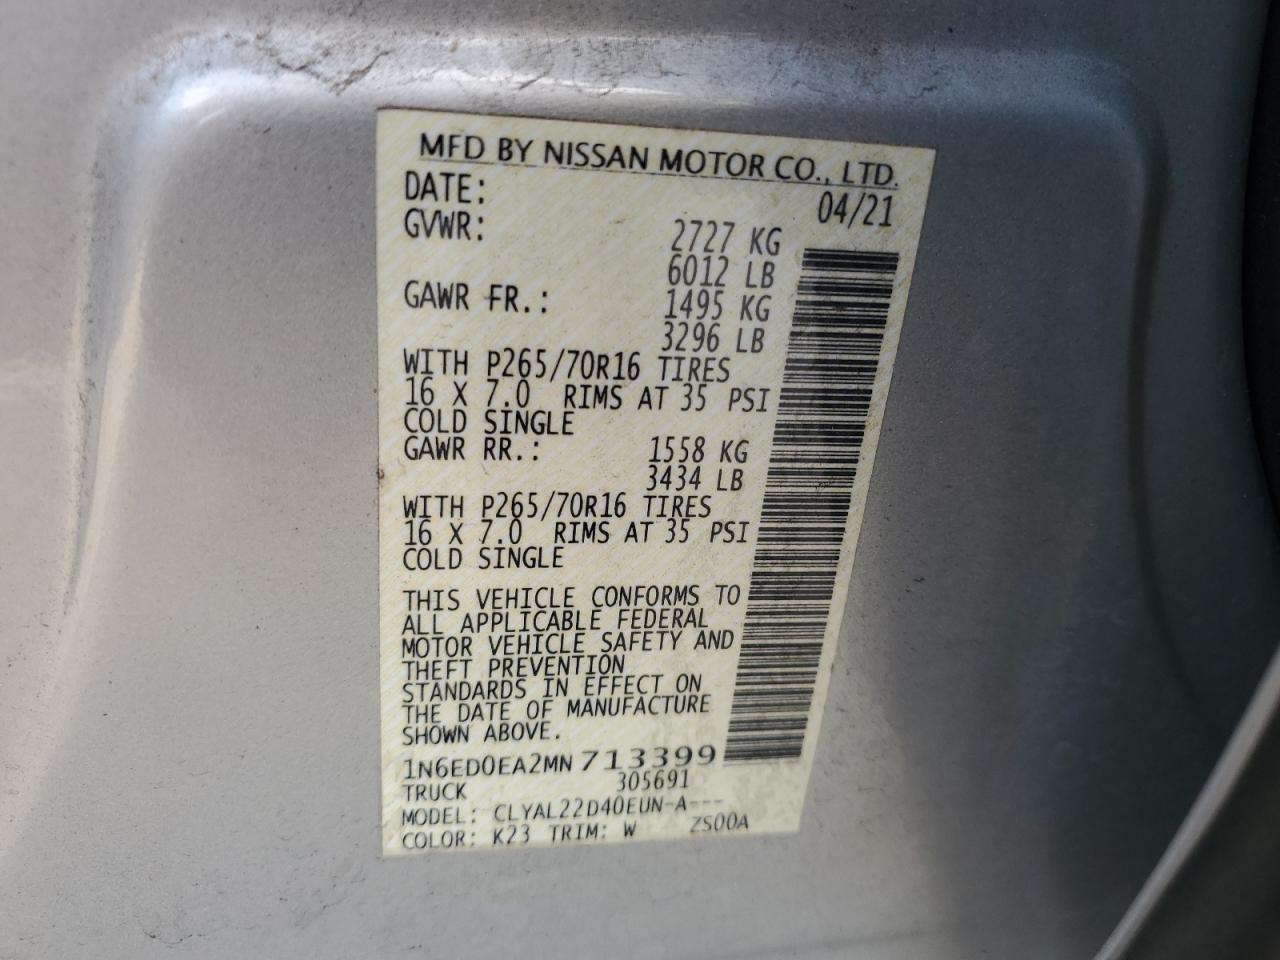 MFD BY NISSAN MOTOR CO., LTD.
DATE: 04/21
GVWR: 2727 KG
6012 LB
GAWR FR.: 1495 KG
3296 LB
WITH P265/70R16 TIRES
16 X 7.0 RIMS AT 35 PSI
COLD SINGLE
GAWR RR.: 1558 KG
3434 LB
WITH P265/70R16 TIRES
16 X 7.0 RIMS AT 35 PSI
COLD SINGLE
THIS VEHICLE CONFORMS TO
ALL APPLICABLE FEDERAL
MOTOR VEHICLE SAFETY AND
THEFT PREVENTION
STANDARDS IN EFFECT ON
THE DATE OF MANUFACTURE
SHOWN ABOVE.
1N6ED0EA2MN713399
TRUCK 305691
MODEL: CLYAL22D40EUN-A---
COLOR: K23 TRIM: W ZS00A